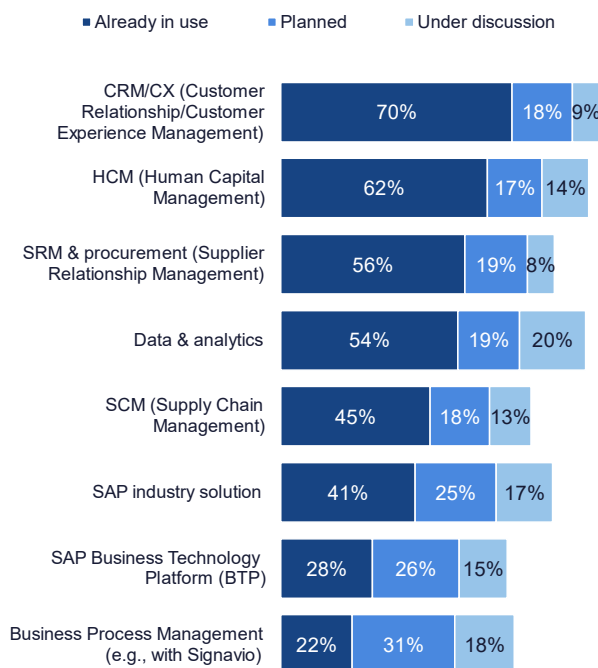 Already in use Planned Under discussion
CRM/CX (Customer
Relationship/Customer
Experience Management)
70% 18% 9%
HCM (Human Capital
Management)
62% 17% 14%
SRM & procurement (Supplier
Relationship Management)
56% 19% 8%
Data & analytics
54% 19% 20%
SCM (Supply Chain
Management)
45% 18% 13%
SAP industry solution
41% 25% 17%
SAP Business Technology
Platform (BTP)
28% 26% 15%
Business Process Management
(e.g., with Signavio)
22% 31% 18%